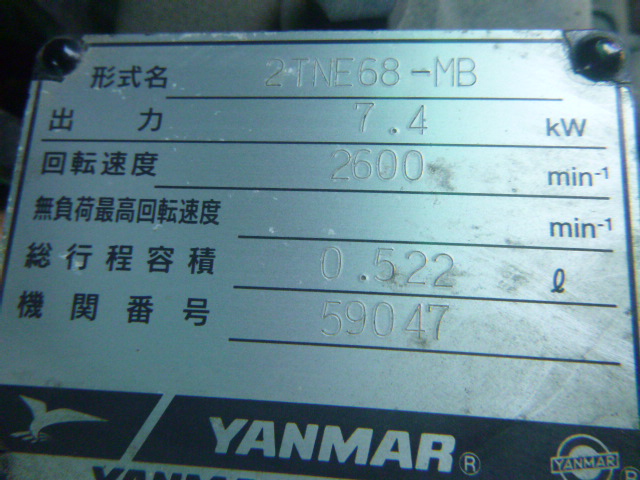 形式名 2TNE68-MB
出力 7.4 kW
回転速度 2600 min-1
無負荷最高回転速度 min-1
総行程容積 0.522 ℓ
機関番号 59047
YANMAR®
YANMAR
YANMAR R